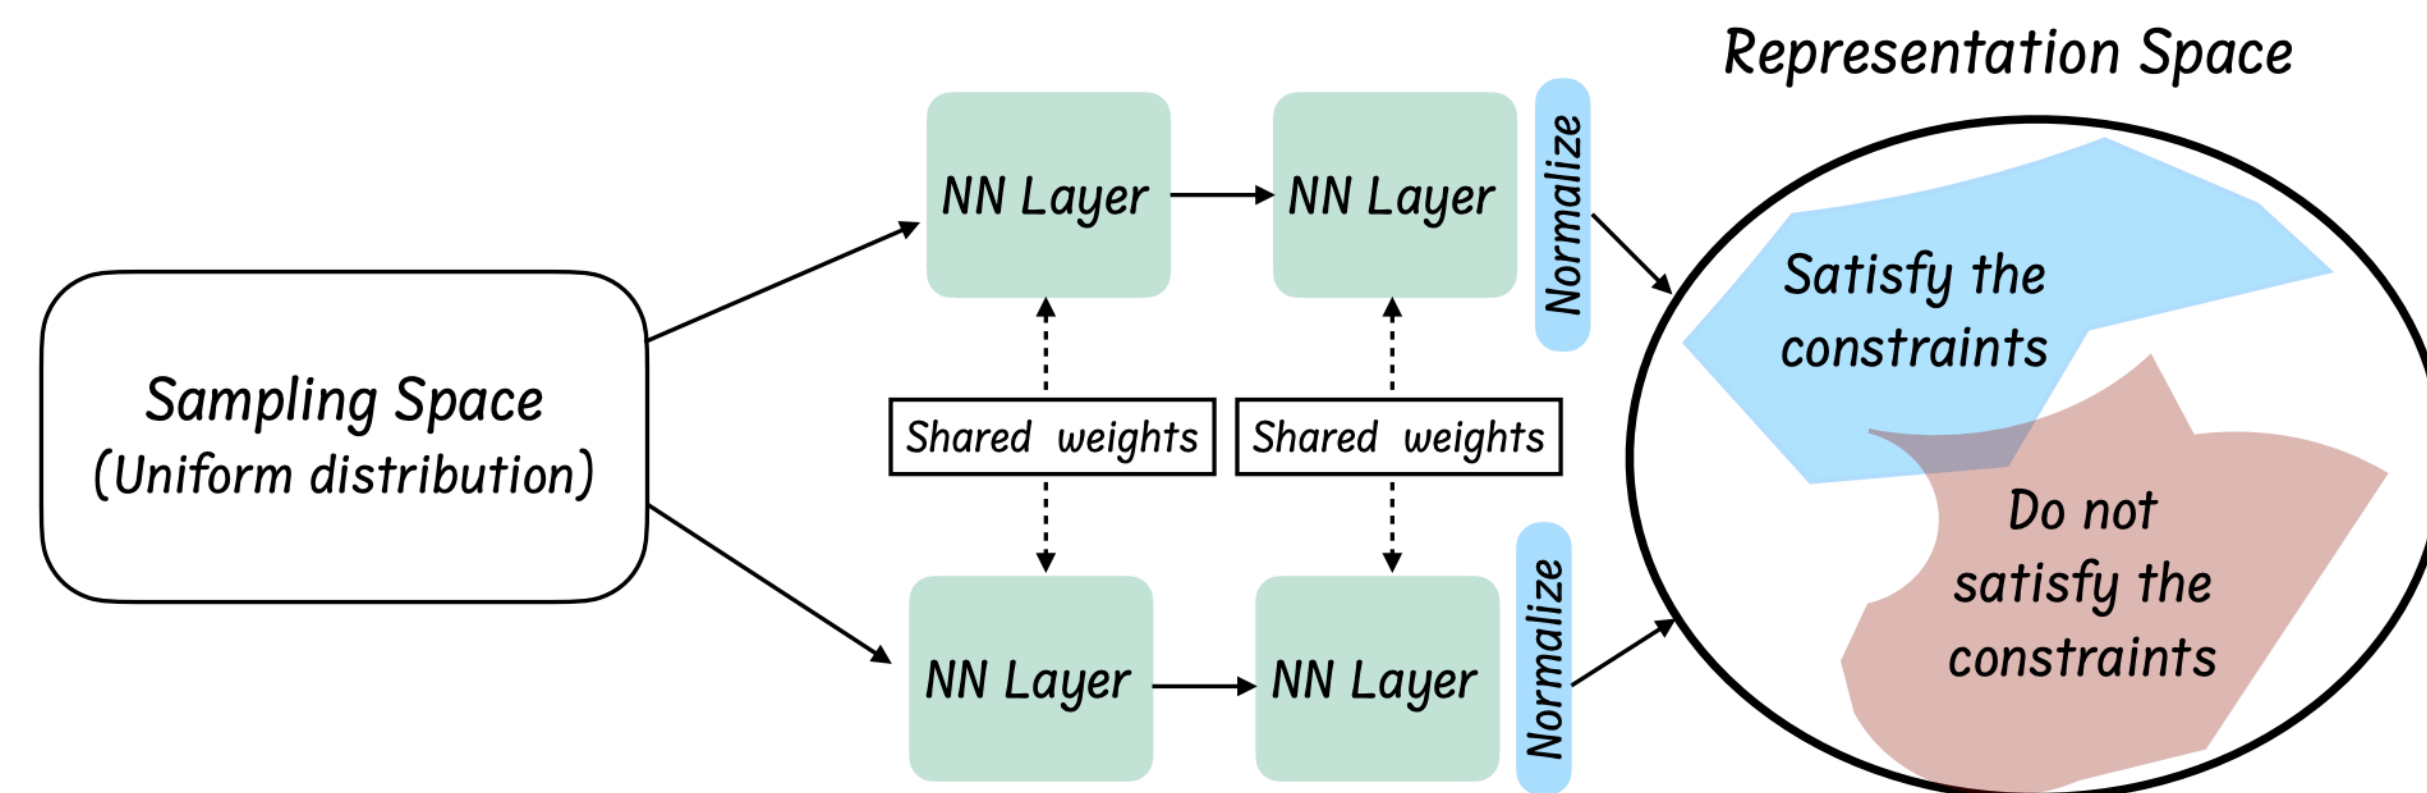 Representation Space
Sampling Space
(Uniform distribution)
NN Layer
NN Layer
Normalize
Shared weights
Shared weights
NN Layer
NN Layer
Normalize
Satisfy the
constraints
Do not
satisfy the
constraints